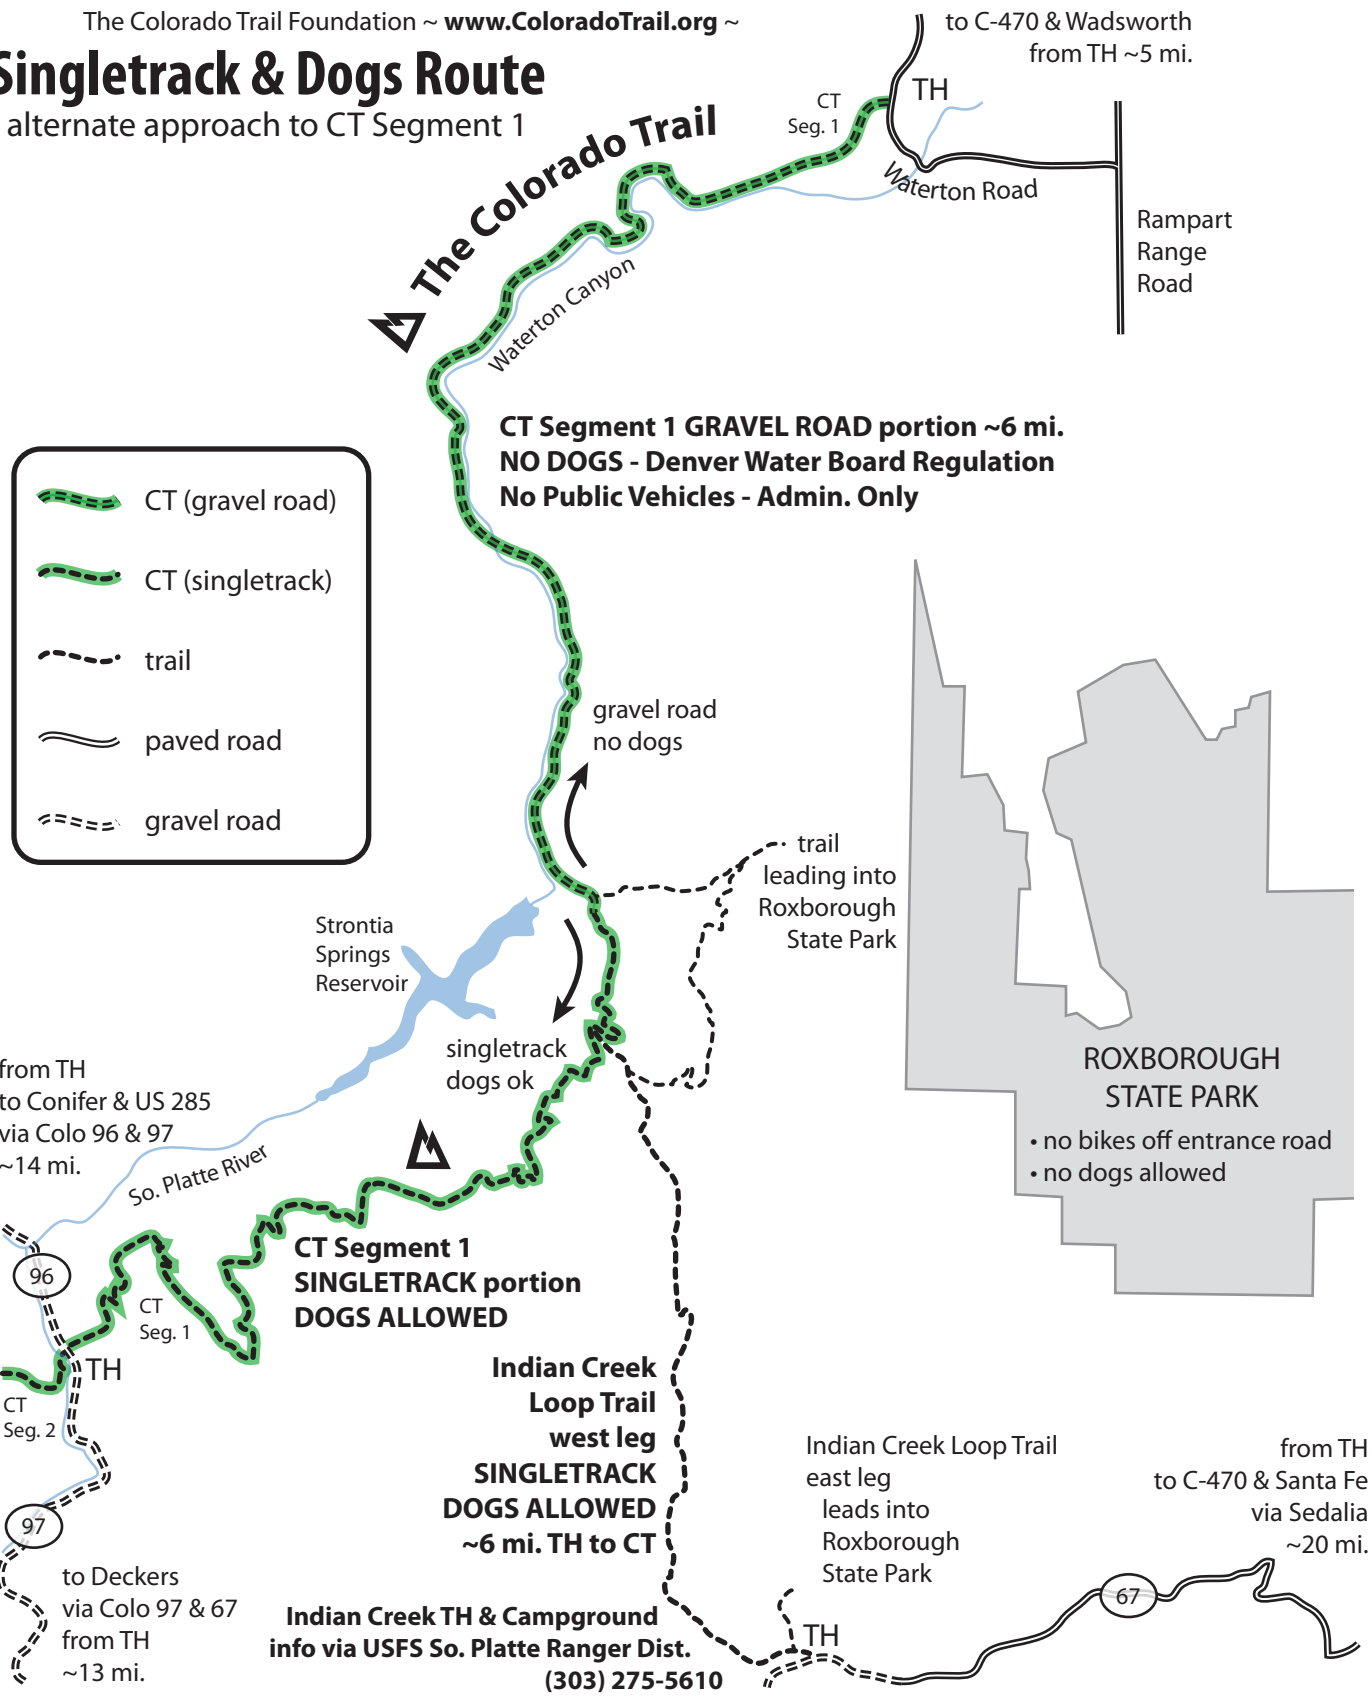 The Colorado Trail Foundation ~ www.ColoradoTrail.org ~
Singletrack & Dogs Route
alternate approach to CT Segment 1
to C-470 & Wadsworth
from TH ~5 mi.
TH
CT
Seg. 1
The Colorado Trail
Waterton Road
Rampart
Range
Road
Waterton Canyon
CT Segment 1 GRAVEL ROAD portion ~6 mi.
NO DOGS - Denver Water Board Regulation
No Public Vehicles - Admin. Only
CT (gravel road)
CT (singletrack)
trail
paved road
gravel road
gravel road
no dogs
trail
leading into
Roxborough
State Park
Strontia
Springs
Reservoir
singletrack
dogs ok
ROXBOROUGH
STATE PARK
• no bikes off entrance road
• no dogs allowed
from TH
to Conifer & US 285
via Colo 96 & 97
~14 mi.
So. Platte River
96
CT Segment 1
SINGLETRACK portion
DOGS ALLOWED
CT
Seg. 1
TH
CT
Seg. 2
Indian Creek
Loop Trail
west leg
SINGLETRACK
DOGS ALLOWED
~6 mi. TH to CT
Indian Creek Loop Trail
east leg
leads into
Roxborough
State Park
from TH
to C-470 & Santa Fe
via Sedalia
~20 mi.
97
to Deckers
via Colo 97 & 67
from TH
~13 mi.
67
Indian Creek TH & Campground
info via USFS So. Platte Ranger Dist.
(303) 275-5610
TH